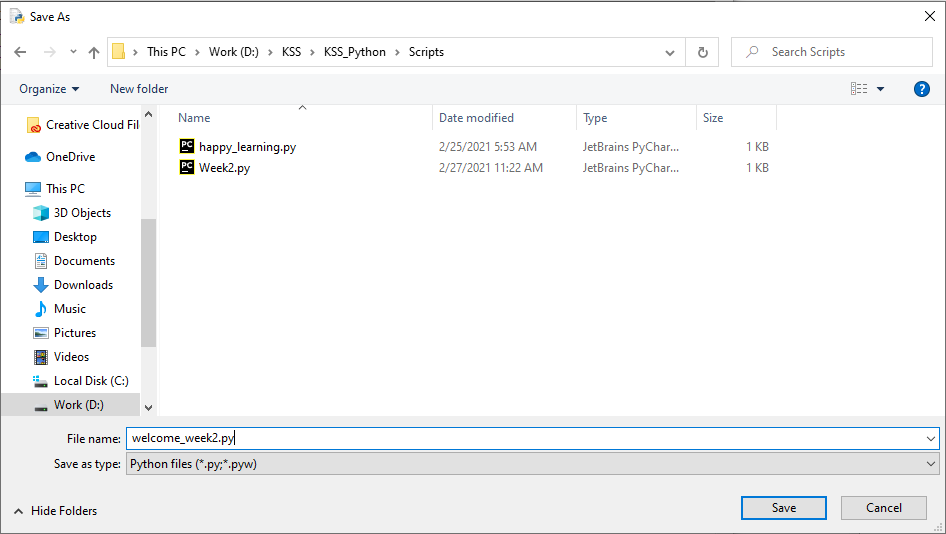 Save As
This PC > Work (D:) > KSS > KSS_Python > Scripts
Search Scripts
Organize
New folder
?
Name Date modified Type Size
happy_learning.py 2/25/2021 5:53 AM JetBrains PyChar... 1 KB
Week2.py 2/27/2021 11:22 AM JetBrains PyChar... 1 KB
Creative Cloud Fil
OneDrive
This PC
3D Objects
Desktop
Documents
Downloads
Music
Pictures
Videos
Local Disk (C:)
Work (D:)
File name: welcome_week2.py
Save as type: Python files (*.py;*.pyw)
Hide Folders
Save
Cancel